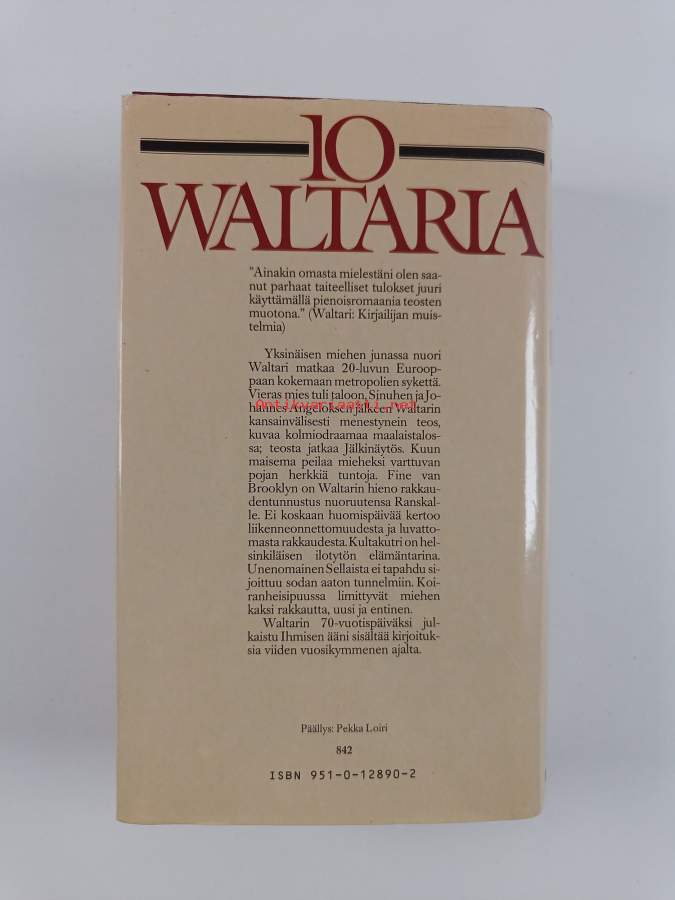 10
WALTARIA
"Ainakin omasta mielestäni olen saa-
nut parhaat taiteelliset tulokset juuri
käyttämällä pienoisromaania teosten
muotona." (Waltari: Kirjailijan muis-
telmia)
Yksinäisen miehen junassa nuori
Waltari matkaa 20-luvun Euroop-
paan kokemaan metropolien sykettä.
Vieras mies tuli taloon, Sinuhen ja Jo-
Antikvariaatti.net
hannes Angeloksen jälkeen Waltarin
kansainvälisesti menestynein teos,
kuvaa kolmiodraamaa maalaistalos-
sa; teosta jatkaa Jälkinäytös. Kuun
maisema peilaa mieheksi varttuvan
pojan herkkiä tuntoja. Fine van
Brooklyn on Waltarin hieno rakkau-
dentunnustus nuoruutensa Ranskal-
le. Ei koskaan huomispäivää kertoo
liikenneonnettomuudesta ja luvatto-
masta rakkaudesta. Kultakutri on hel-
sinkiläisen ilotytön elämäntarina.
Unenomainen Sellaista ei tapahdu si-
joittuu sodan aaton tunnelmiin. Koi-
ranheisipuussa limittyvät miehen
kaksi rakkautta, uusi ja entinen.
Waltarin 70-vuotispäiväksi jul-
kaistu Ihmisen ääni sisältää kirjoituk-
sia viiden vuosikymmenen ajalta.
Päällys: Pekka Loiri
842
ISBN 951-0-12890-2